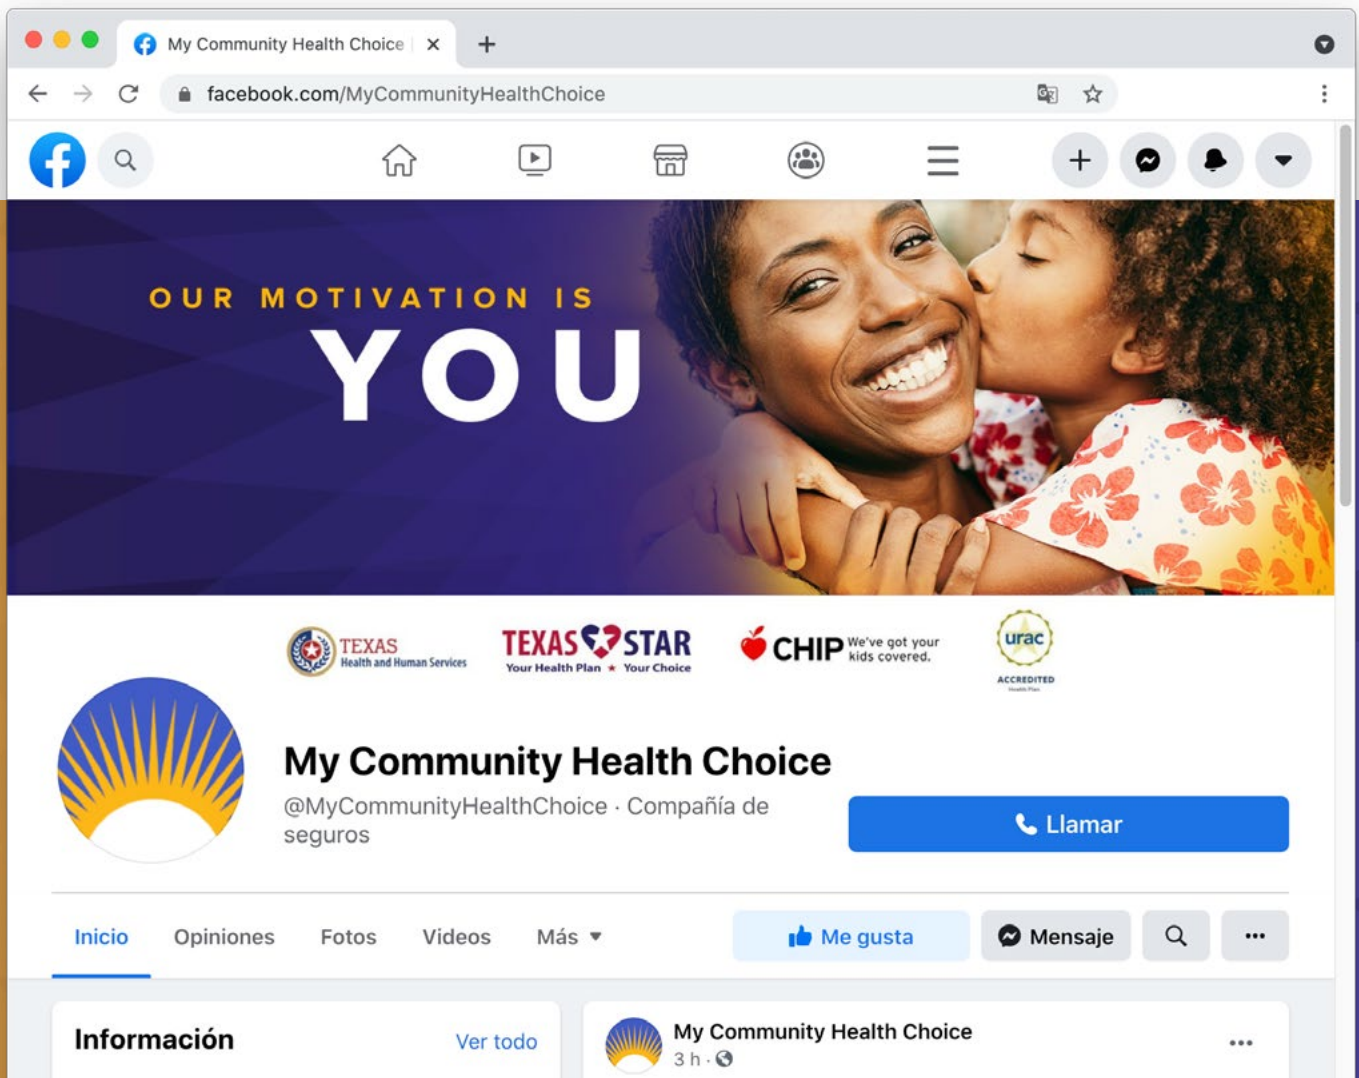 My Community Health Choice
facebook.com/MyCommunityHealthChoice
OUR MOTIVATION IS
YOU
TEXAS
Health and Human Services
TEXAS STAR
Your Health Plan ★ Your Choice
CHIP We've got your
kids covered.
urac
ACCREDITED
Health Plan
My Community Health Choice
@MyCommunityHealthChoice · Compañía de
seguros
Llamar
Inicio Opiniones Fotos Videos Más
Me gusta Mensaje
Información
Ver todo
My Community Health Choice
3 h ·